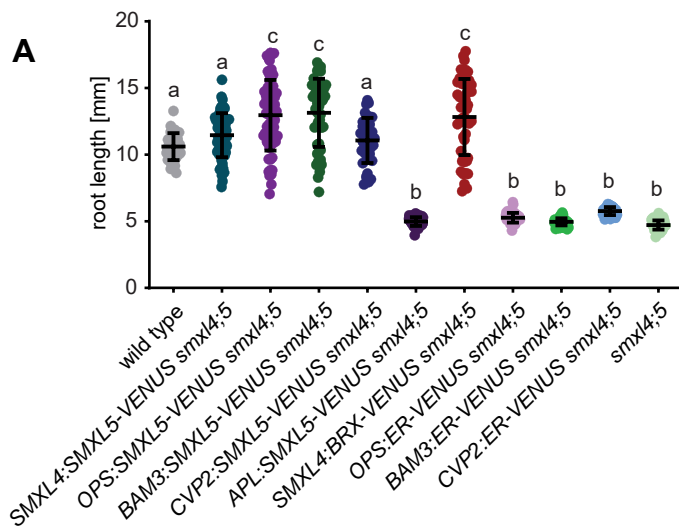 A
root length [mm]
20
15
10
5
0
a
a
c
c
a
b
c
b
b
b
b
wild type
SMXL4:SMXL5-VENUS smxl4;5
OPS:SMXL5-VENUS smxl4;5
BAM3:SMXL5-VENUS smxl4;5
CVP2:SMXL5-VENUS smxl4;5
APL:SMXL5-VENUS smxl4;5
SMXL4:BRX-VENUS smxl4;5
OPS:ER-VENUS smxl4;5
BAM3:ER-VENUS smxl4;5
CVP2:ER-VENUS smxl4;5
smxl4;5